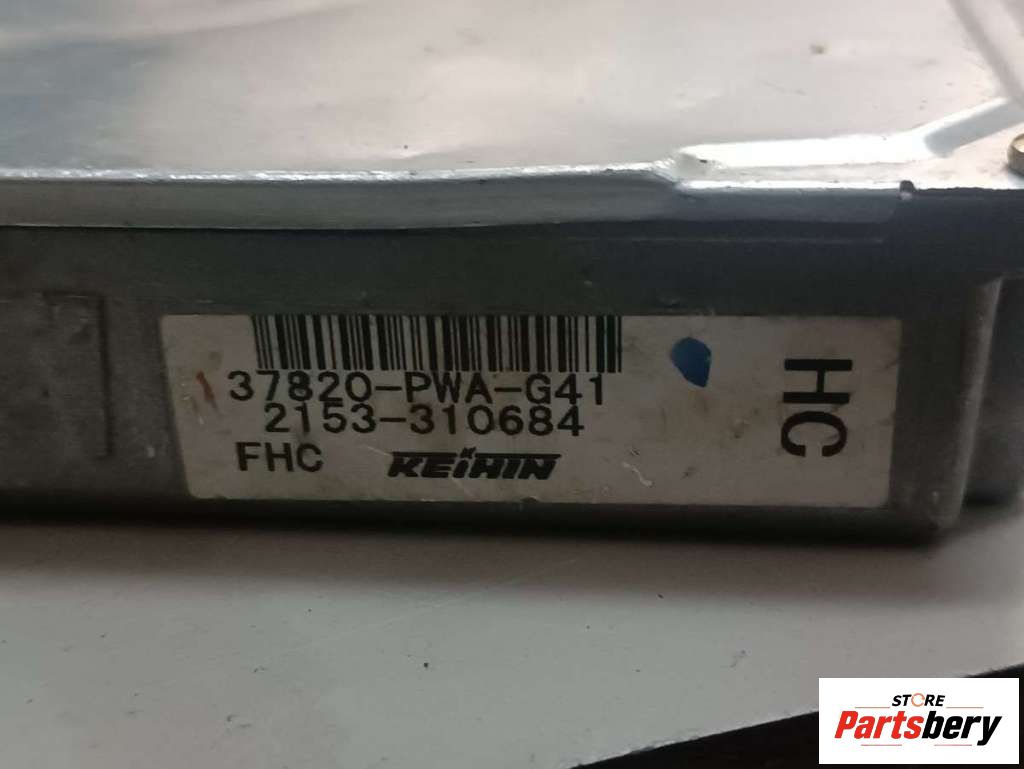 37820-PWA-G41
2153-310684
FHC KEIHIN
HC
STORE
Partsbery